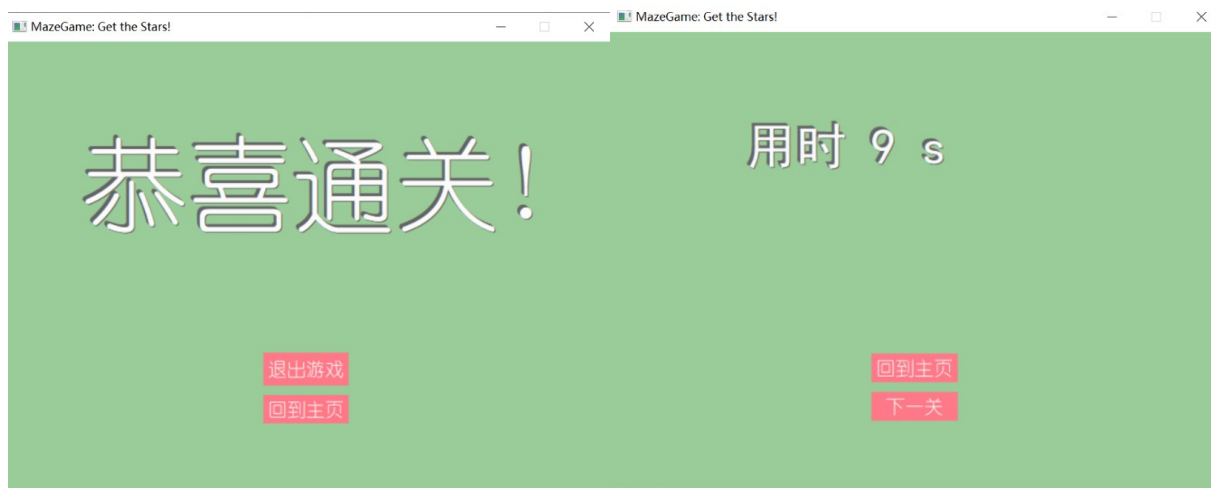 MazeGame: Get the Stars!
恭喜通关!
退出游戏
回到主页
MazeGame: Get the Stars!
用时 9 s
回到主页
下一关